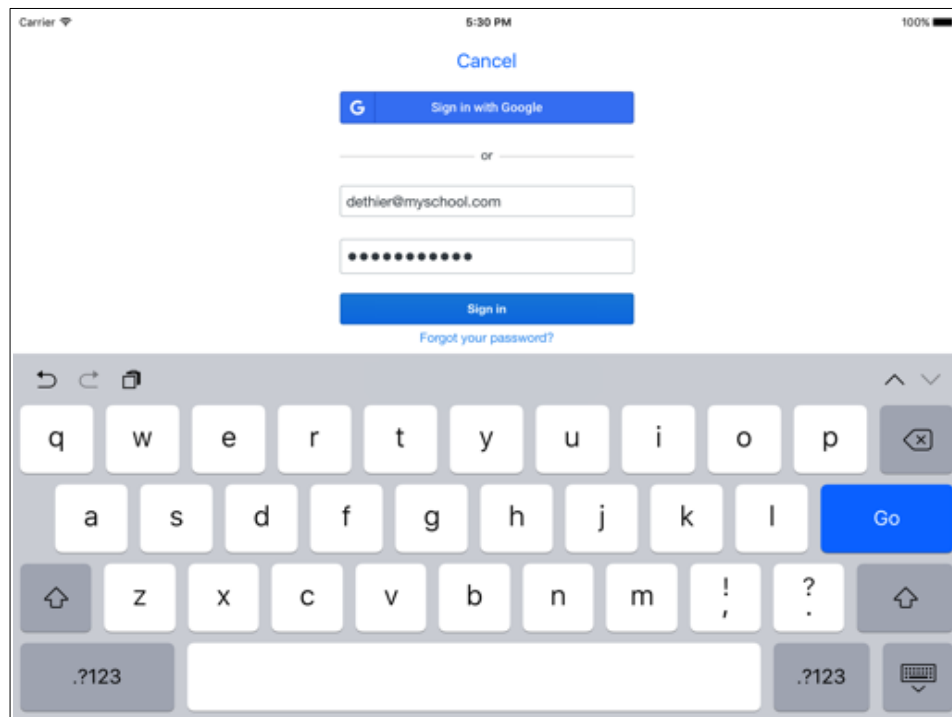 Carrier 5:30 PM 100%
Cancel
G Sign in with Google
or
dethier@myschool.com
●●●●●●●●●●●
Sign in
Forgot your password?
q w e r t y u i o p
a s d f g h j k l Go
z x c v b n m ! , ? .
.?123 .?123